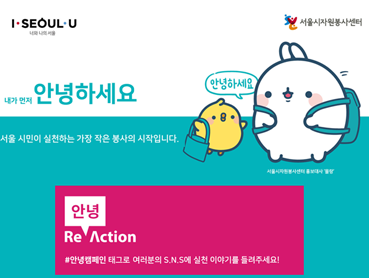 I·SEOUL·U
너와 나의 서울
서울시자원봉사센터
내가 먼저 안녕하세요
안녕하세요
서울 시민이 실천하는 가장 작은 봉사의 시작입니다.
서울시자원봉사센터 홍보대사 '몰랑'
안녕
Re Action
#안녕캠페인 태그로 여러분의 S.N.S에 실천 이야기를 들려주세요!